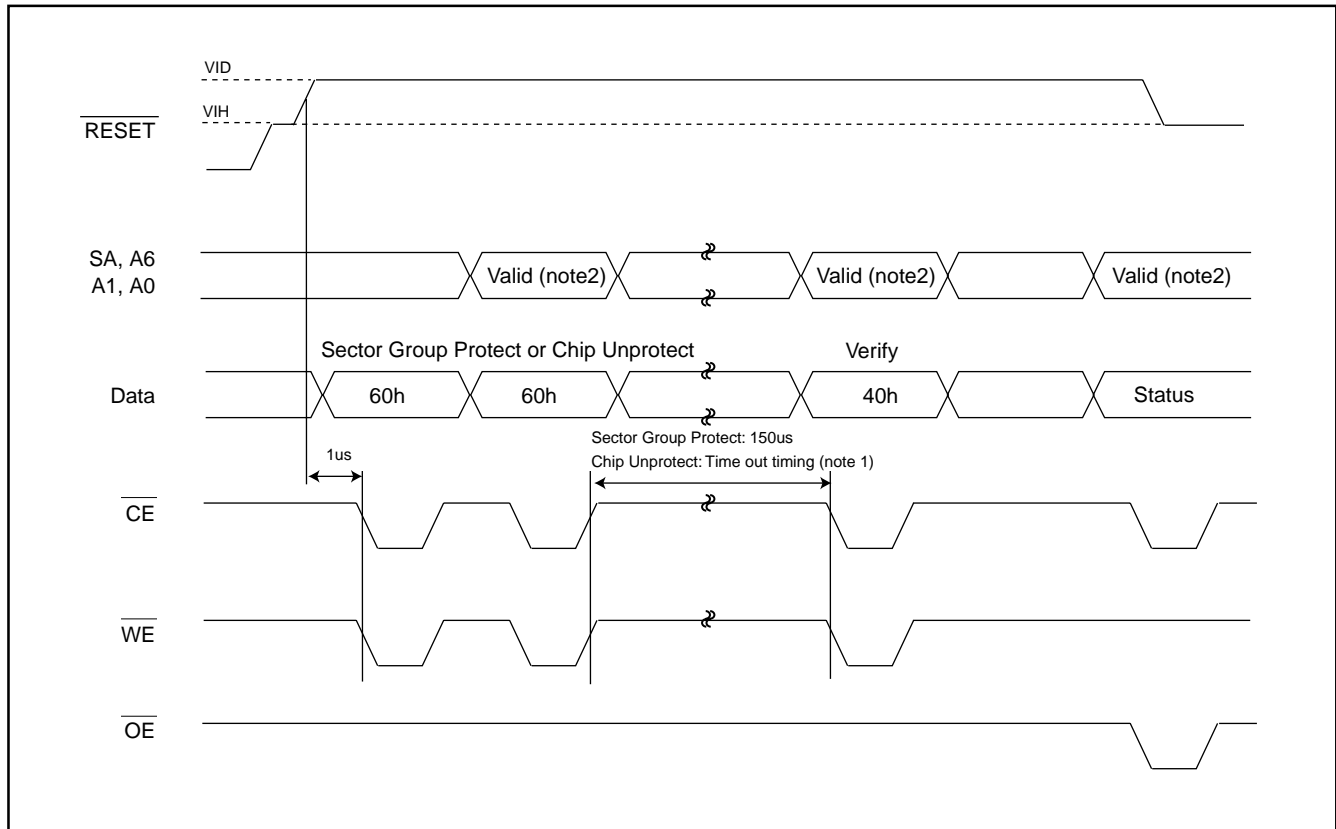 VID
VIH
RESET
SA, A6
A1, A0
Valid (note2)
Valid (note2)
Valid (note2)
Sector Group Protect or Chip Unprotect
Verify
Data
60h
60h
40h
Status
Sector Group Protect: 150us
Chip Unprotect: Time out timing (note 1)
1us
CE
WE
OE